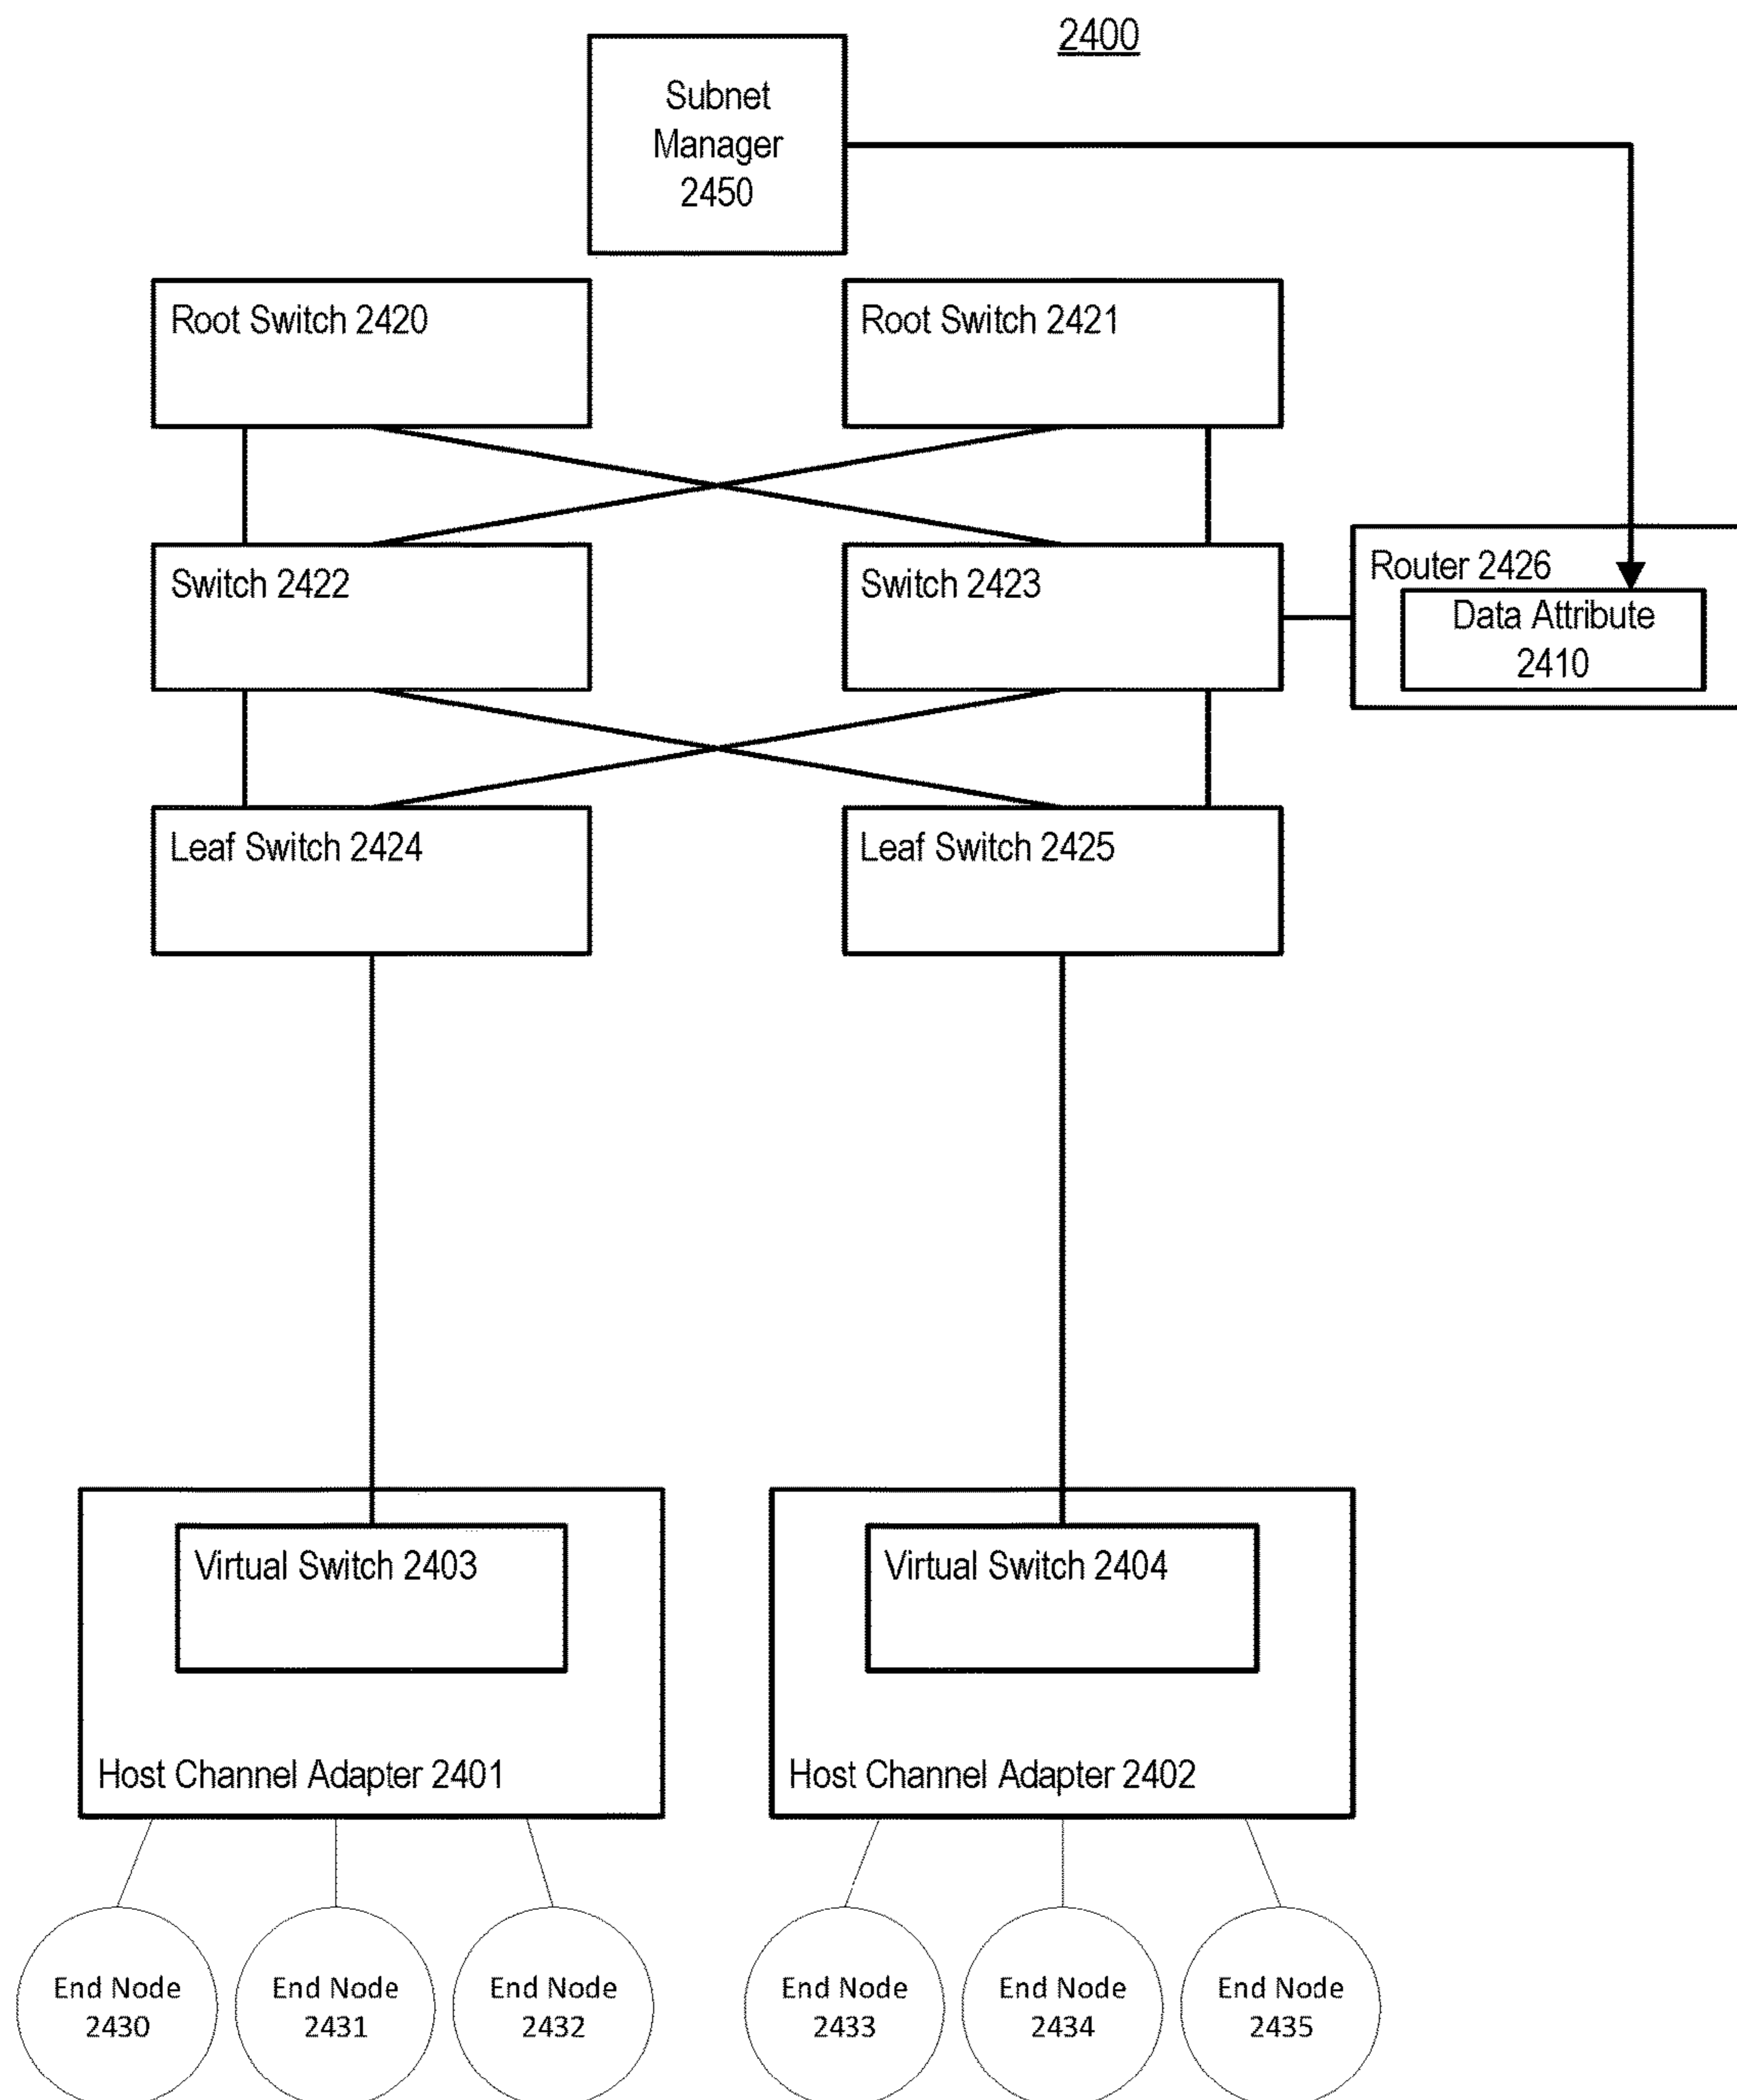 2400
Subnet
Manager
2450
Root Switch 2420
Root Switch 2421
Switch 2422
Switch 2423
Router 2426
Data Attribute
2410
Leaf Switch 2424
Leaf Switch 2425
Virtual Switch 2403
Virtual Switch 2404
Host Channel Adapter 2401
Host Channel Adapter 2402
End Node
2430
End Node
2431
End Node
2432
End Node
2433
End Node
2434
End Node
2435